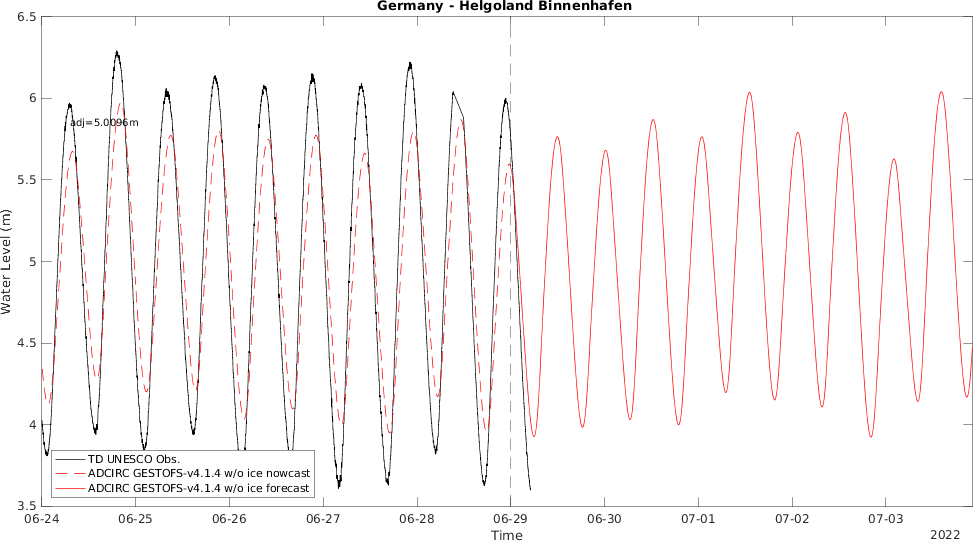 Germany - Helgoland Binnenhafen
6.5
6
5.5
5
4.5
4
3.5
Water Level (m)
adj=5.0096m
TD UNESCO Obs.
ADCIRC GESTOFS-v4.1.4 w/o ice nowcast
ADCIRC GESTOFS-v4.1.4 w/o ice forecast
06-24 06-25 06-26 06-27 06-28 06-29 06-30 07-01 07-02 07-03
Time
2022